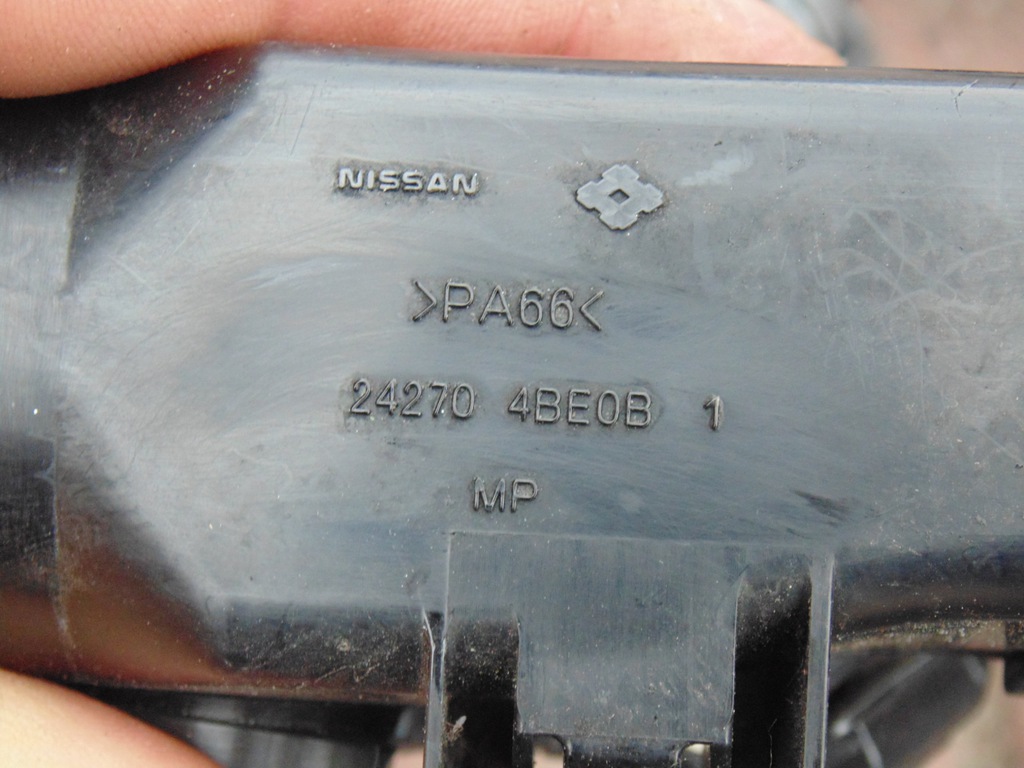 NISSAN
>PA66<
24270 4BE0B 1
MP